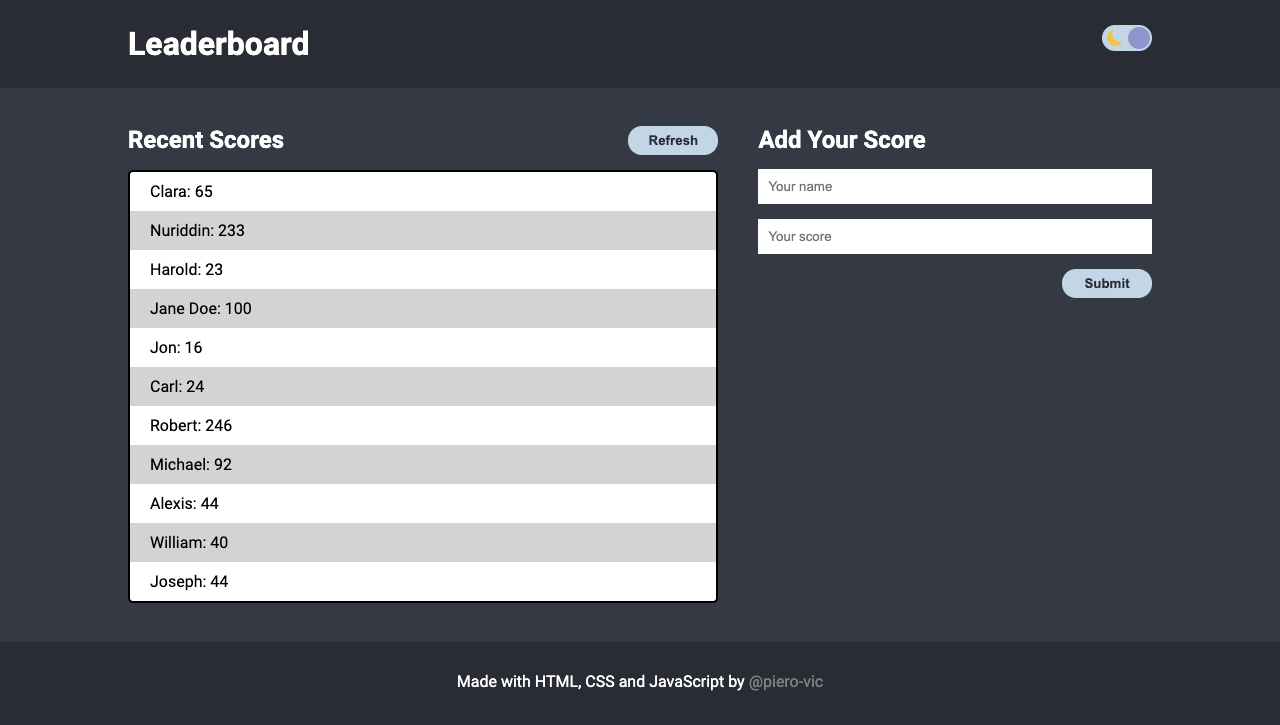 Leaderboard
Recent Scores
Refresh
Clara: 65
Nuriddin: 233
Harold: 23
Jane Doe: 100
Jon: 16
Carl: 24
Robert: 246
Michael: 92
Alexis: 44
William: 40
Joseph: 44
Add Your Score
Your name
Your score
Submit
Made with HTML, CSS and JavaScript by @piero-vic